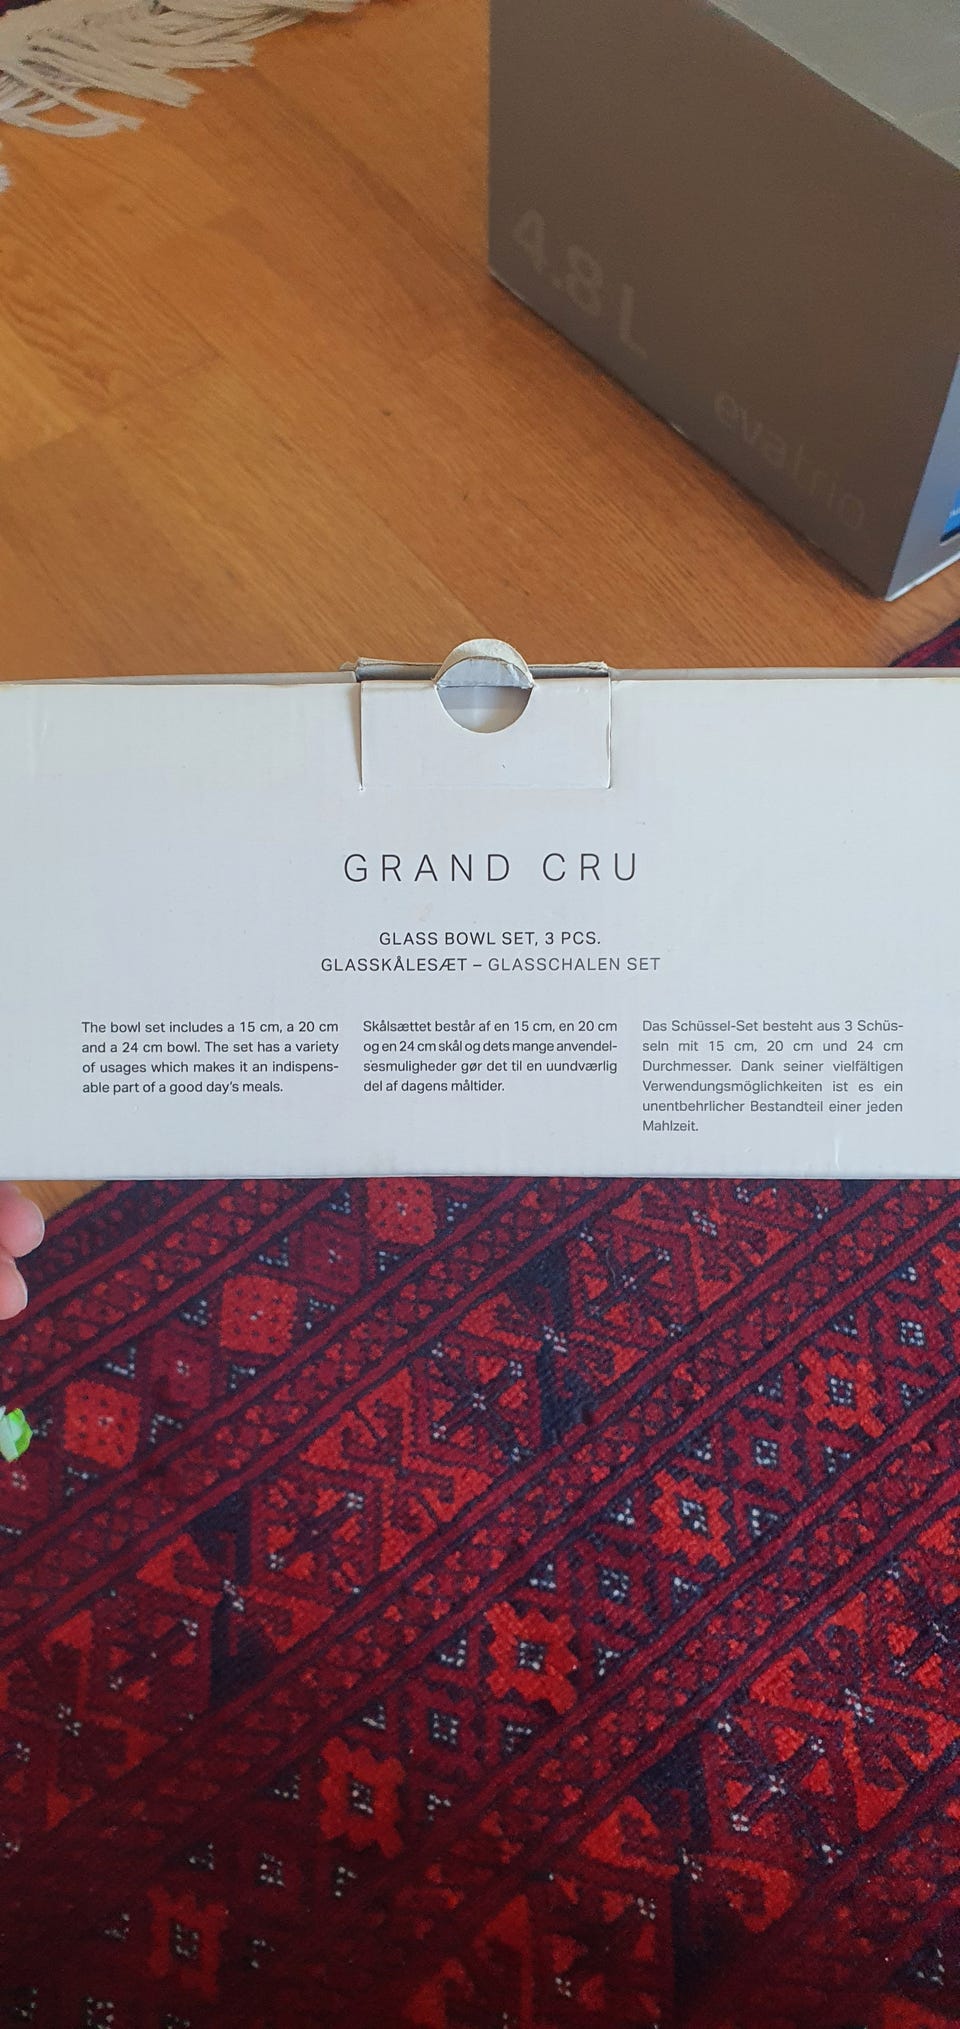 4.8 L
evatrio
GRAND CRU
GLASS BOWL SET, 3 PCS.
GLASSKÅLESÆT – GLASSCHALEN SET
The bowl set includes a 15 cm, a 20 cm
and a 24 cm bowl. The set has a variety
of usages which makes it an indispens-
able part of a good day's meals.
Skålsættet består af en 15 cm, en 20 cm
og en 24 cm skål og dets mange anvendel-
sesmuligheder gør det til en uundværlig
del af dagens måltider.
Das Schüssel-Set besteht aus 3 Schüs-
seln mit 15 cm, 20 cm und 24 cm
Durchmesser. Dank seiner vielfältigen
Verwendungsmöglichkeiten ist es ein
unentbehrlicher Bestandteil einer jeden
Mahlzeit.